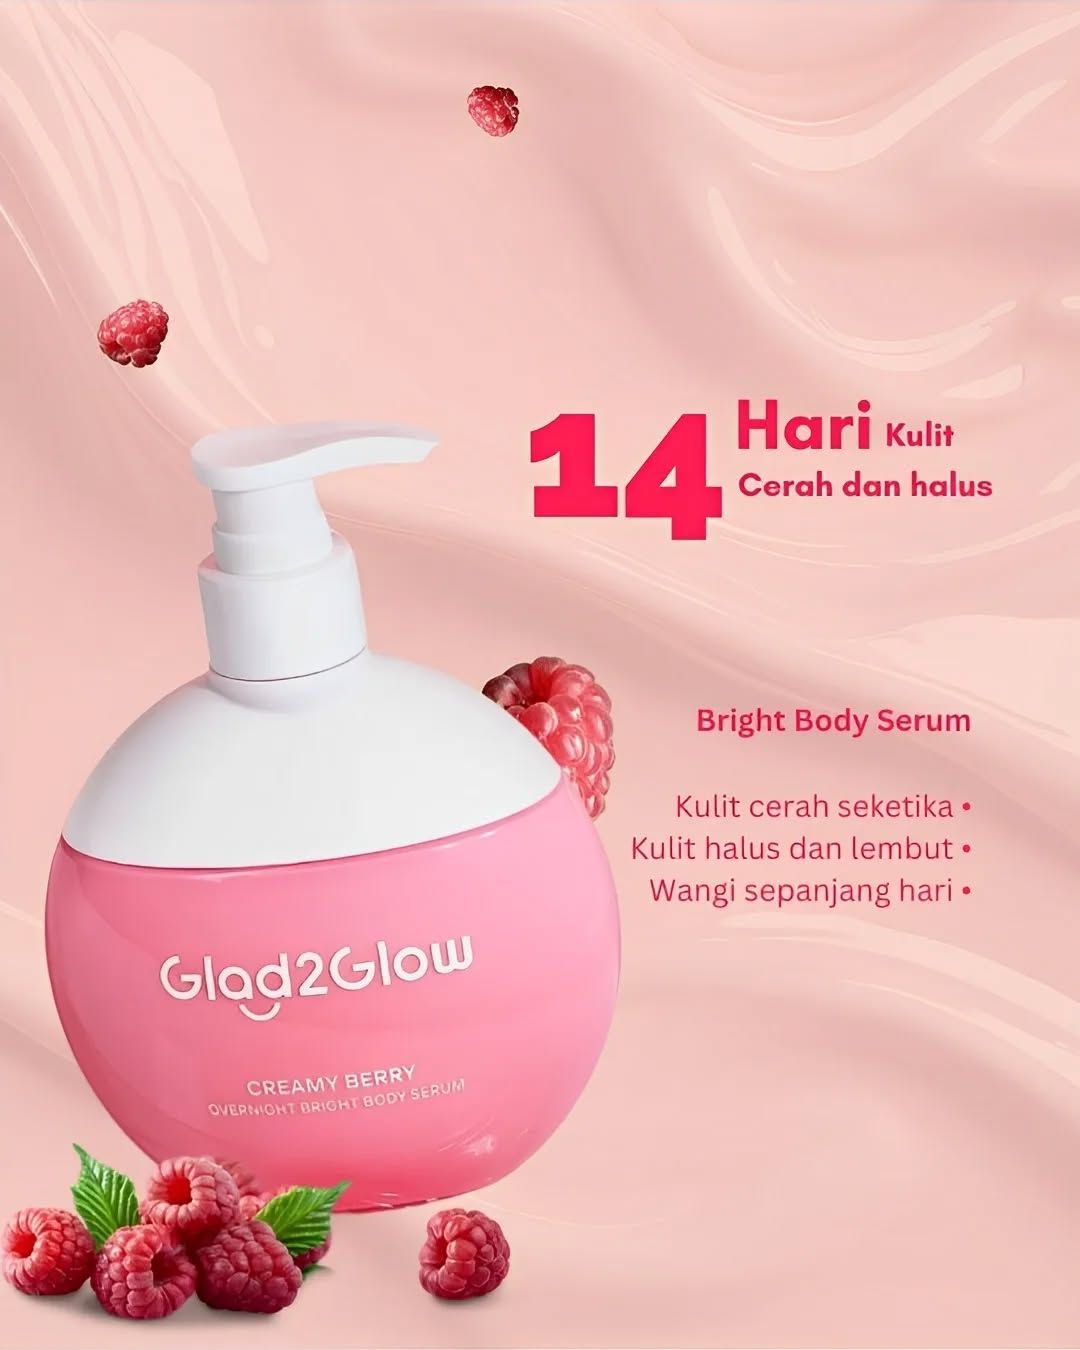 14 Hari Kulit
Cerah dan halus
Bright Body Serum
Kulit cerah seketika •
Kulit halus dan lembut •
Wangi sepanjang hari •
Glad2Glow
CREAMY BERRY
OVERNIGHT BRIGHT BODY SERUM